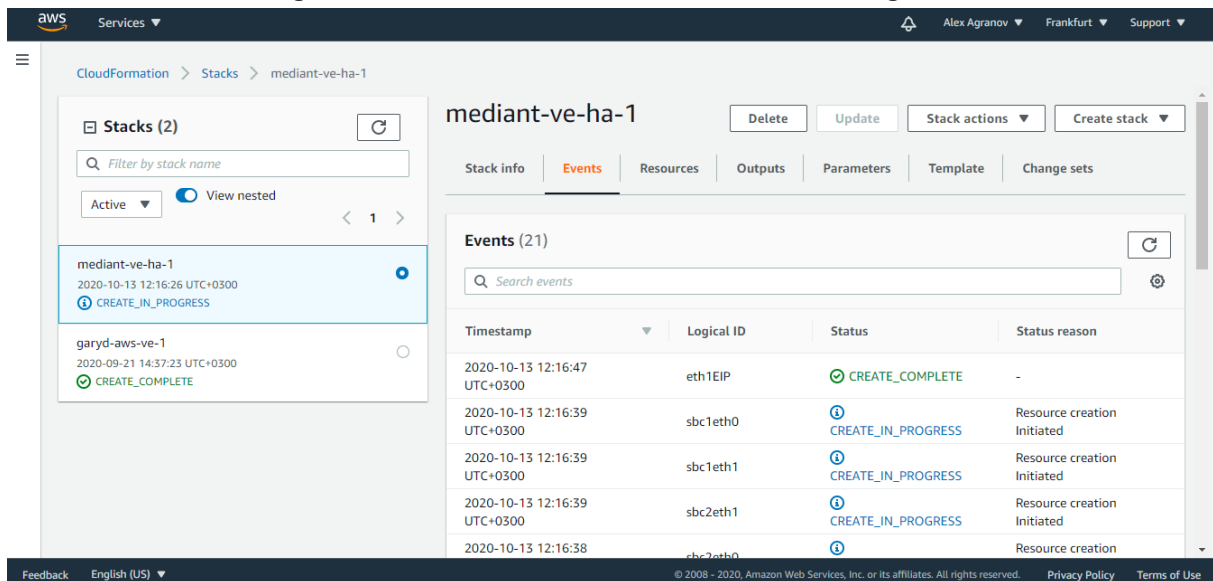 aws Services ▼ Alex Agranov ▼ Frankfurt ▼ Support ▼
CloudFormation > Stacks > mediant-ve-ha-1
Stacks (2)
Filter by stack name
Active ▼ View nested
< 1 >
mediant-ve-ha-1
2020-10-13 12:16:26 UTC+0300
CREATE_IN_PROGRESS
garyd-aws-ve-1
2020-09-21 14:37:23 UTC+0300
CREATE_COMPLETE
mediant-ve-ha-1 Delete Update Stack actions ▼ Create stack ▼
Stack info Events Resources Outputs Parameters Template Change sets
Events (21)
Search events
Timestamp ▼ Logical ID Status Status reason
2020-10-13 12:16:47
UTC+0300 eth1EIP CREATE_COMPLETE -
2020-10-13 12:16:39 Resource creation
UTC+0300 sbc1eth0 CREATE_IN_PROGRESS Initiated
2020-10-13 12:16:39 Resource creation
UTC+0300 sbc1eth1 CREATE_IN_PROGRESS Initiated
2020-10-13 12:16:39 Resource creation
UTC+0300 sbc2eth1 CREATE_IN_PROGRESS Initiated
2020-10-13 12:16:38 sbc2eth0 Resource creation
Feedback English (US) ▼ © 2008 - 2020, Amazon Web Services, Inc. or its affiliates. All rights reserved. Privacy Policy Terms of Use